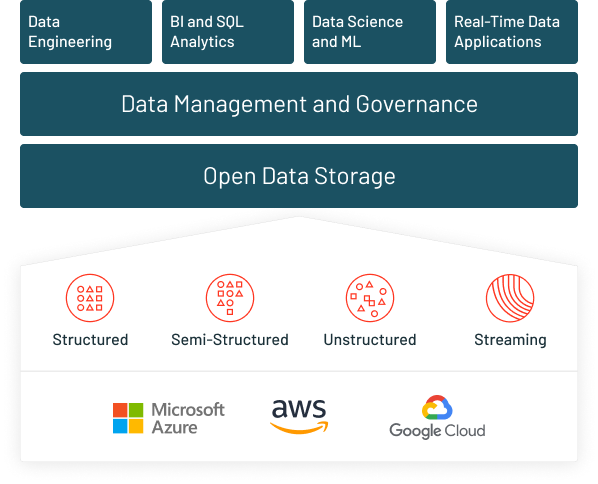 Data
Engineering
BI and SQL
Analytics
Data Science
and ML
Real-Time Data
Applications
Data Management and Governance
Open Data Storage
Structured
Semi-Structured
Unstructured
Streaming
Microsoft
Azure
aws
Google Cloud